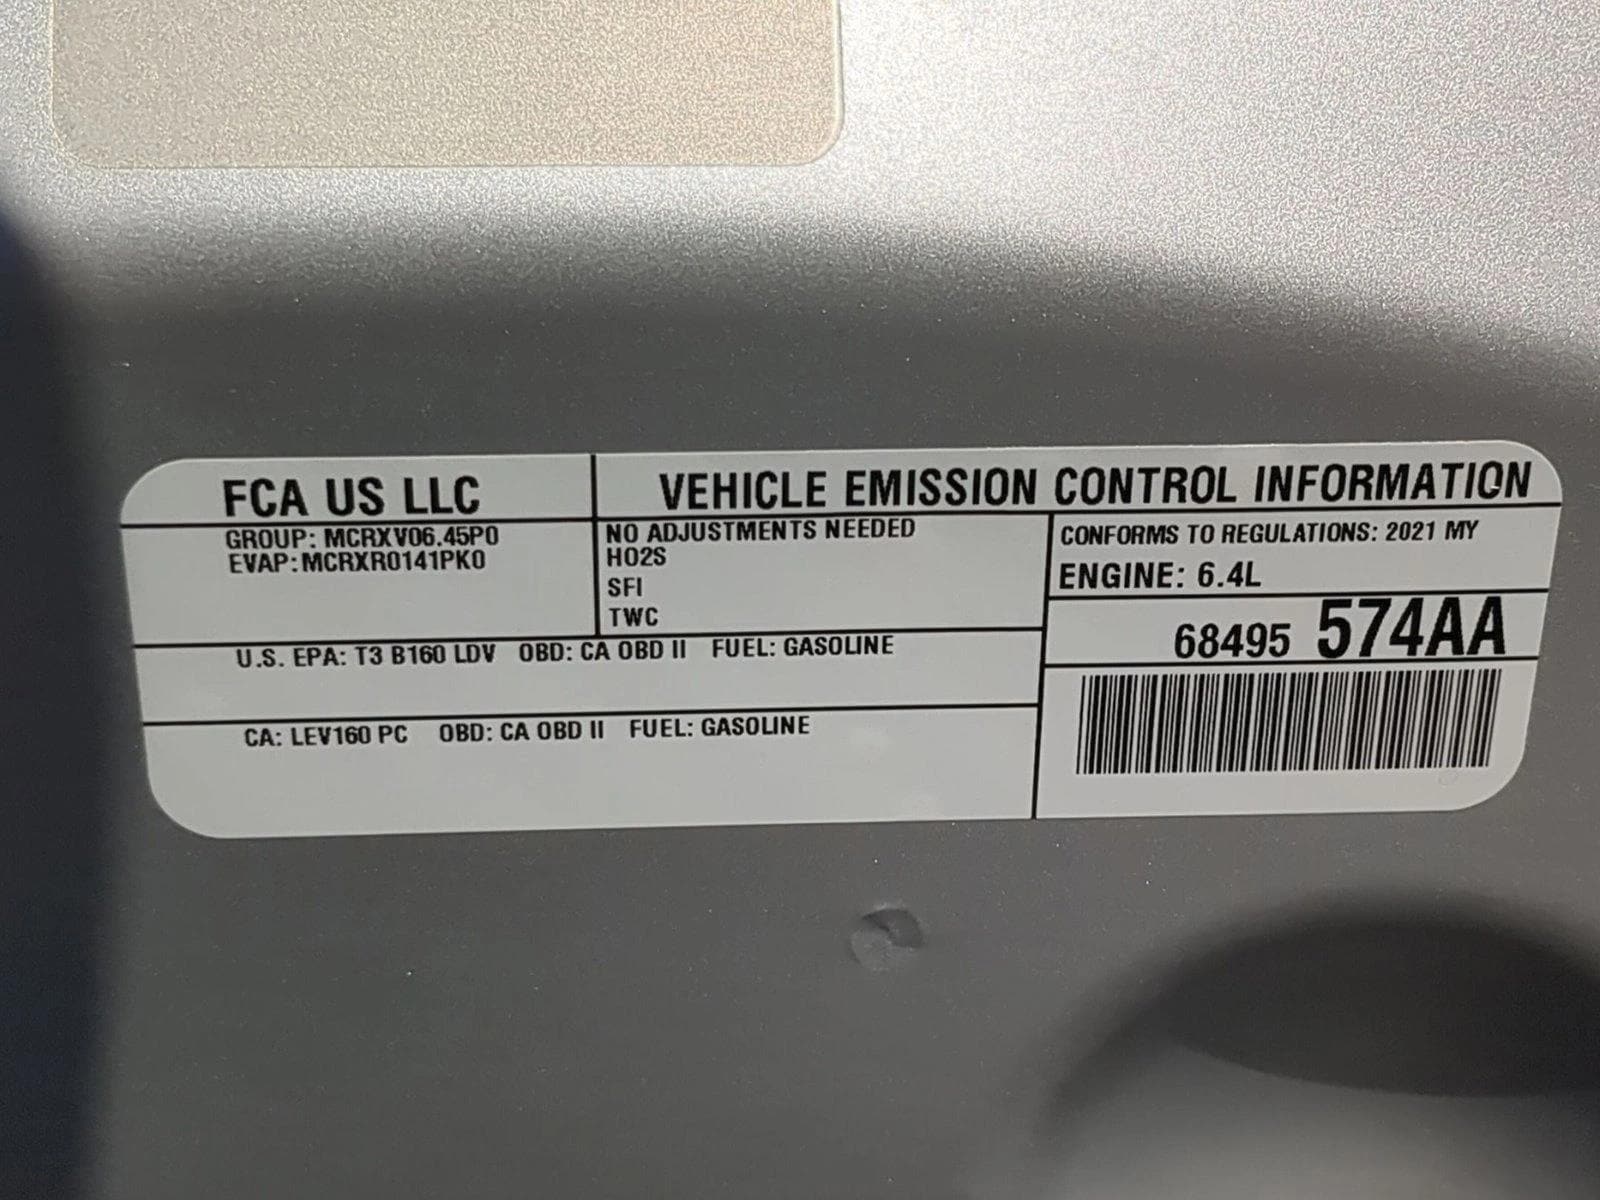 FCA US LLC
VEHICLE EMISSION CONTROL INFORMATION
GROUP: MCRXV06.45P0
EVAP:MCRXR0141PK0
NO ADJUSTMENTS NEEDED
HO2S
SFI
TWC
CONFORMS TO REGULATIONS: 2021 MY
ENGINE: 6.4L
68495 574AA
U.S. EPA: T3 B160 LDV OBD: CA OBD II FUEL: GASOLINE
CA: LEV160 PC OBD: CA OBD II FUEL: GASOLINE